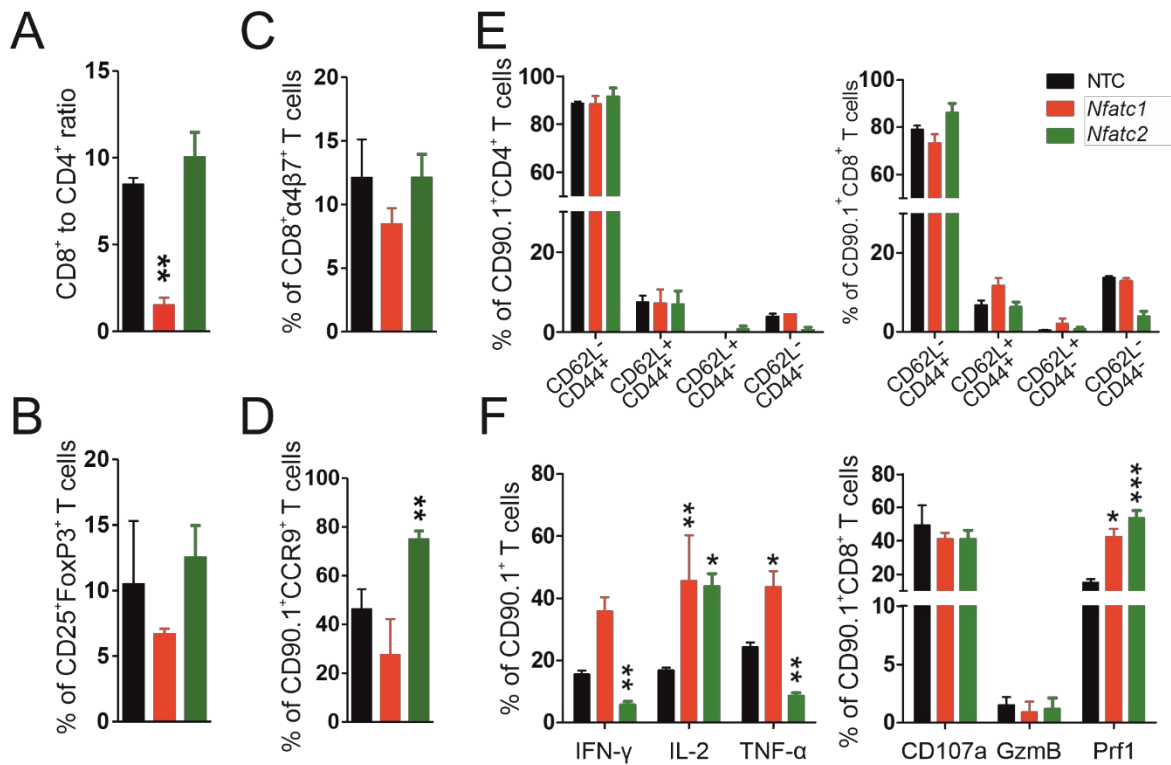 A
CD8⁺ to CD4⁺ ratio
15
10
5
0
**
C
% of CD8⁺α4β7⁺ T cells
20
15
10
5
0
E
% of CD90.1⁺CD4⁺ T cells
100
80
60
20
0
CD62L-
CD44+
CD62L+
CD44+
CD62L+
CD44-
CD62L-
CD44-
% of CD90.1⁺CD8⁺ T cells
100
80
60
20
0
CD62L-
CD44+
CD62L+
CD44+
CD62L+
CD44-
CD62L-
CD44-
NTC
Nfatc1
Nfatc2
B
% of CD25⁺FoxP3⁺ T cells
20
15
10
5
0
D
% of CD90.1⁺CCR9⁺ T cells
100
80
60
40
20
0
**
F
% of CD90.1⁺ T cells
80
60
40
20
0
**
**
*
*
**
IFN-γ IL-2 TNF-α
% of CD90.1⁺CD8⁺ T cells
80
60
40
20
10
5
0
*
***
CD107a GzmB Prf1